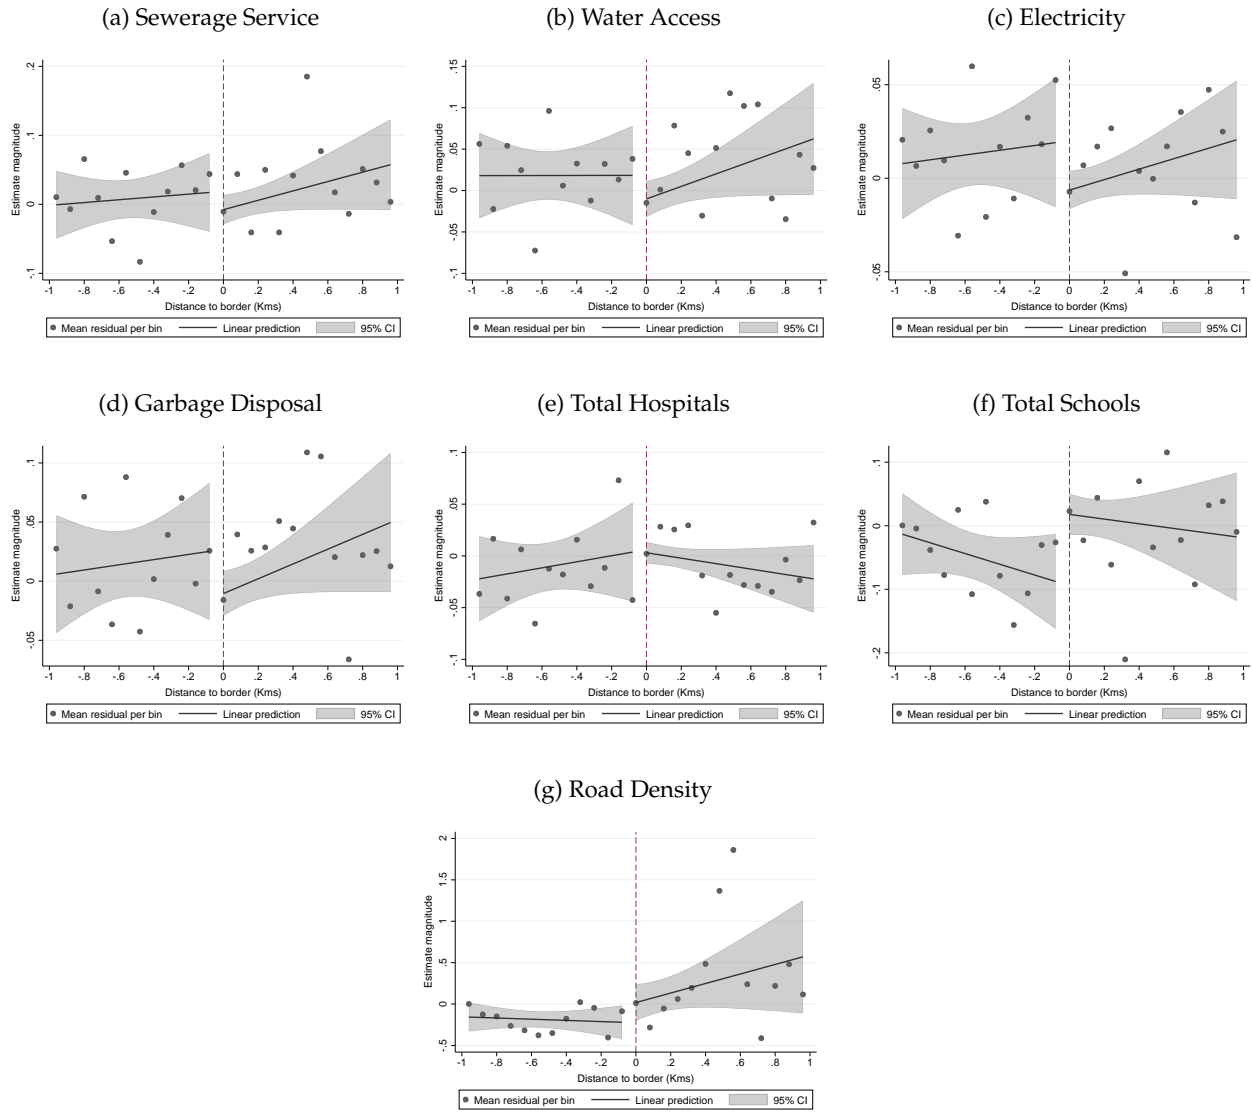 (a) Sewerage Service
(b) Water Access
(c) Electricity
Estimate magnitude
.2
.1
0
-.1
-1 -.8 -.6 -.4 -.2 0 .2 .4 .6 .8 1
Distance to border (Kms)
Mean residual per bin Linear prediction 95% CI
Estimate magnitude
.15
.1
.05
0
-.05
-.1
-1 -.8 -.6 -.4 -.2 0 .2 .4 .6 .8 1
Distance to border (Kms)
Mean residual per bin Linear prediction 95% CI
Estimate magnitude
.05
0
-.05
-1 -.8 -.6 -.4 -.2 0 .2 .4 .6 .8 1
Distance to border (Kms)
Mean residual per bin Linear prediction 95% CI
(d) Garbage Disposal
(e) Total Hospitals
(f) Total Schools
Estimate magnitude
.1
.05
0
-.05
-1 -.8 -.6 -.4 -.2 0 .2 .4 .6 .8 1
Distance to border (Kms)
Mean residual per bin Linear prediction 95% CI
Estimate magnitude
.1
.05
0
-.05
-.1
-1 -.8 -.6 -.4 -.2 0 .2 .4 .6 .8 1
Distance to border (Kms)
Mean residual per bin Linear prediction 95% CI
Estimate magnitude
.1
0
-.1
-.2
-1 -.8 -.6 -.4 -.2 0 .2 .4 .6 .8 1
Distance to border (Kms)
Mean residual per bin Linear prediction 95% CI
(g) Road Density
Estimate magnitude
2
1.5
1
.5
0
-.5
-1 -.8 -.6 -.4 -.2 0 .2 .4 .6 .8 1
Distance to border (Kms)
Mean residual per bin Linear prediction 95% CI